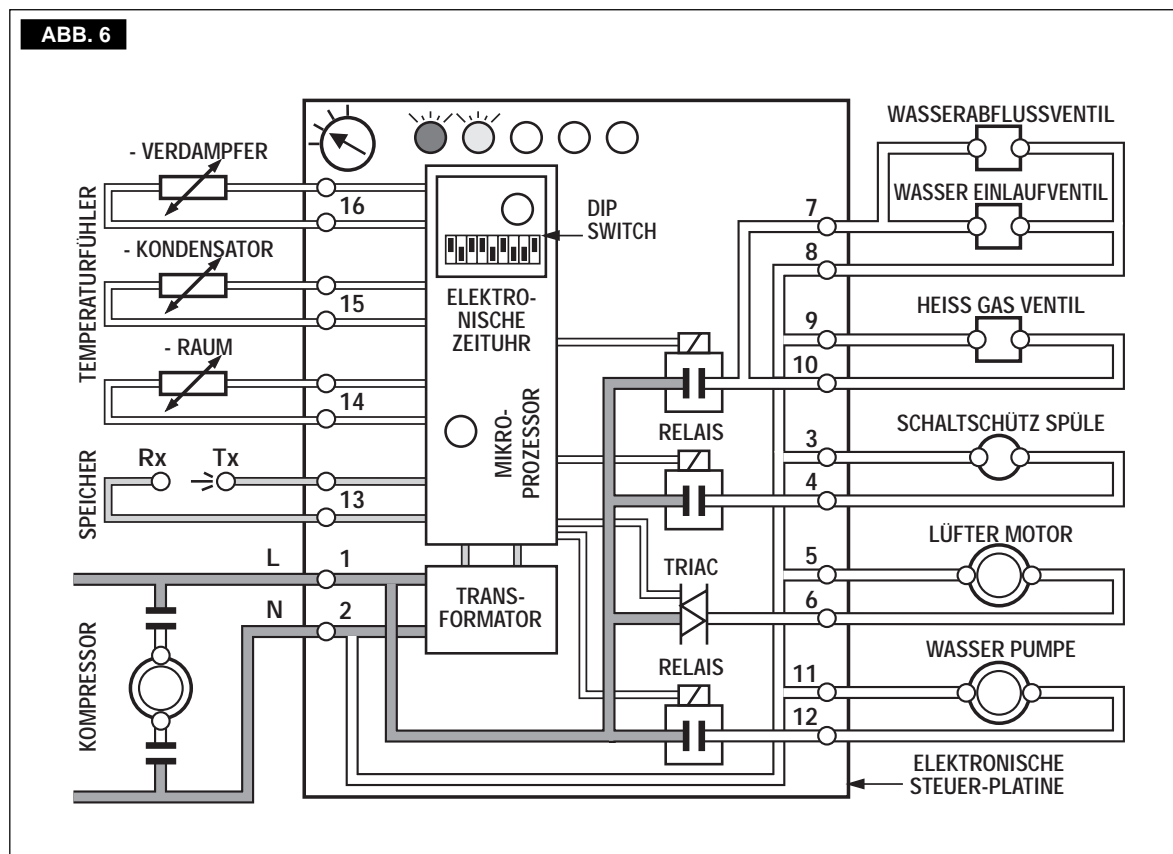 ABB. 6
TEMPERATURFÜHLER
- VERDAMPFER
16
- KONDENSATOR
15
- RAUM
14
SPEICHER
Rx
Tx
13
L
1
N
2
KOMPRESSOR
DIP
SWITCH
ELEKTRO-
NISCHE
ZEITUHR
MIKRO-
PROZESSOR
TRANS-
FORMATOR
RELAIS
TRIAC
RELAIS
WASSERABFLUSSVENTIL
WASSER EINLAUFVENTIL
7
8
HEISS GAS VENTIL
9
10
SCHALTSCHÜTZ SPÜLE
3
4
LÜFTER MOTOR
5
6
WASSER PUMPE
11
12
ELEKTRONISCHE
STEUER-PLATINE